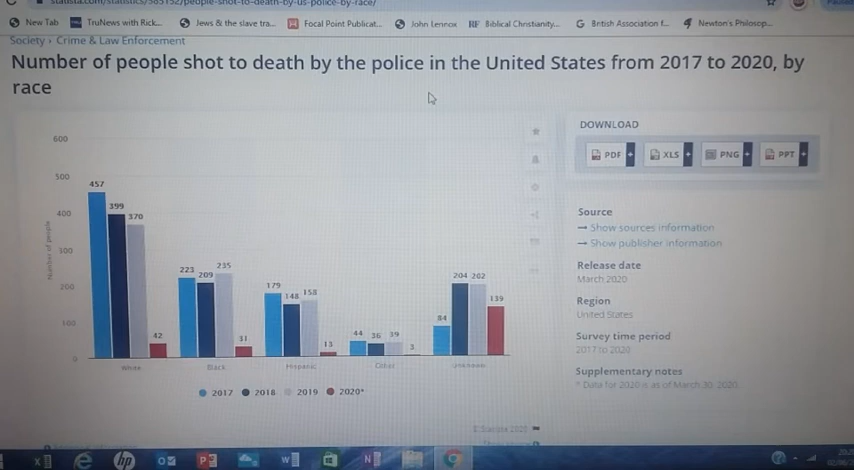 New Tab TruNews with Rick... Jews & the slave tra... Focal Point Publicat... John Lennox Biblical Christianity... British Association f... Newton's Philosop...
Society › Crime & Law Enforcement
Number of people shot to death by the police in the United States from 2017 to 2020, by
race
DOWNLOAD
PDF + XLS + PNG + PPT +
Number of people
600
500
400
300
200
100
0
457 399 370 42
223 209 235 31
179 148 158 13
44 36 39 3
84 204 202 139
White Black Hispanic Other Unknown
2017 2018 2019 2020*
Source
→ Show sources information
→ Show publisher information
Release date
March 2020
Region
United States
Survey time period
2017 to 2020
Supplementary notes
* Data for 2020 is as of March 30, 2020
© Statista 2020
hp